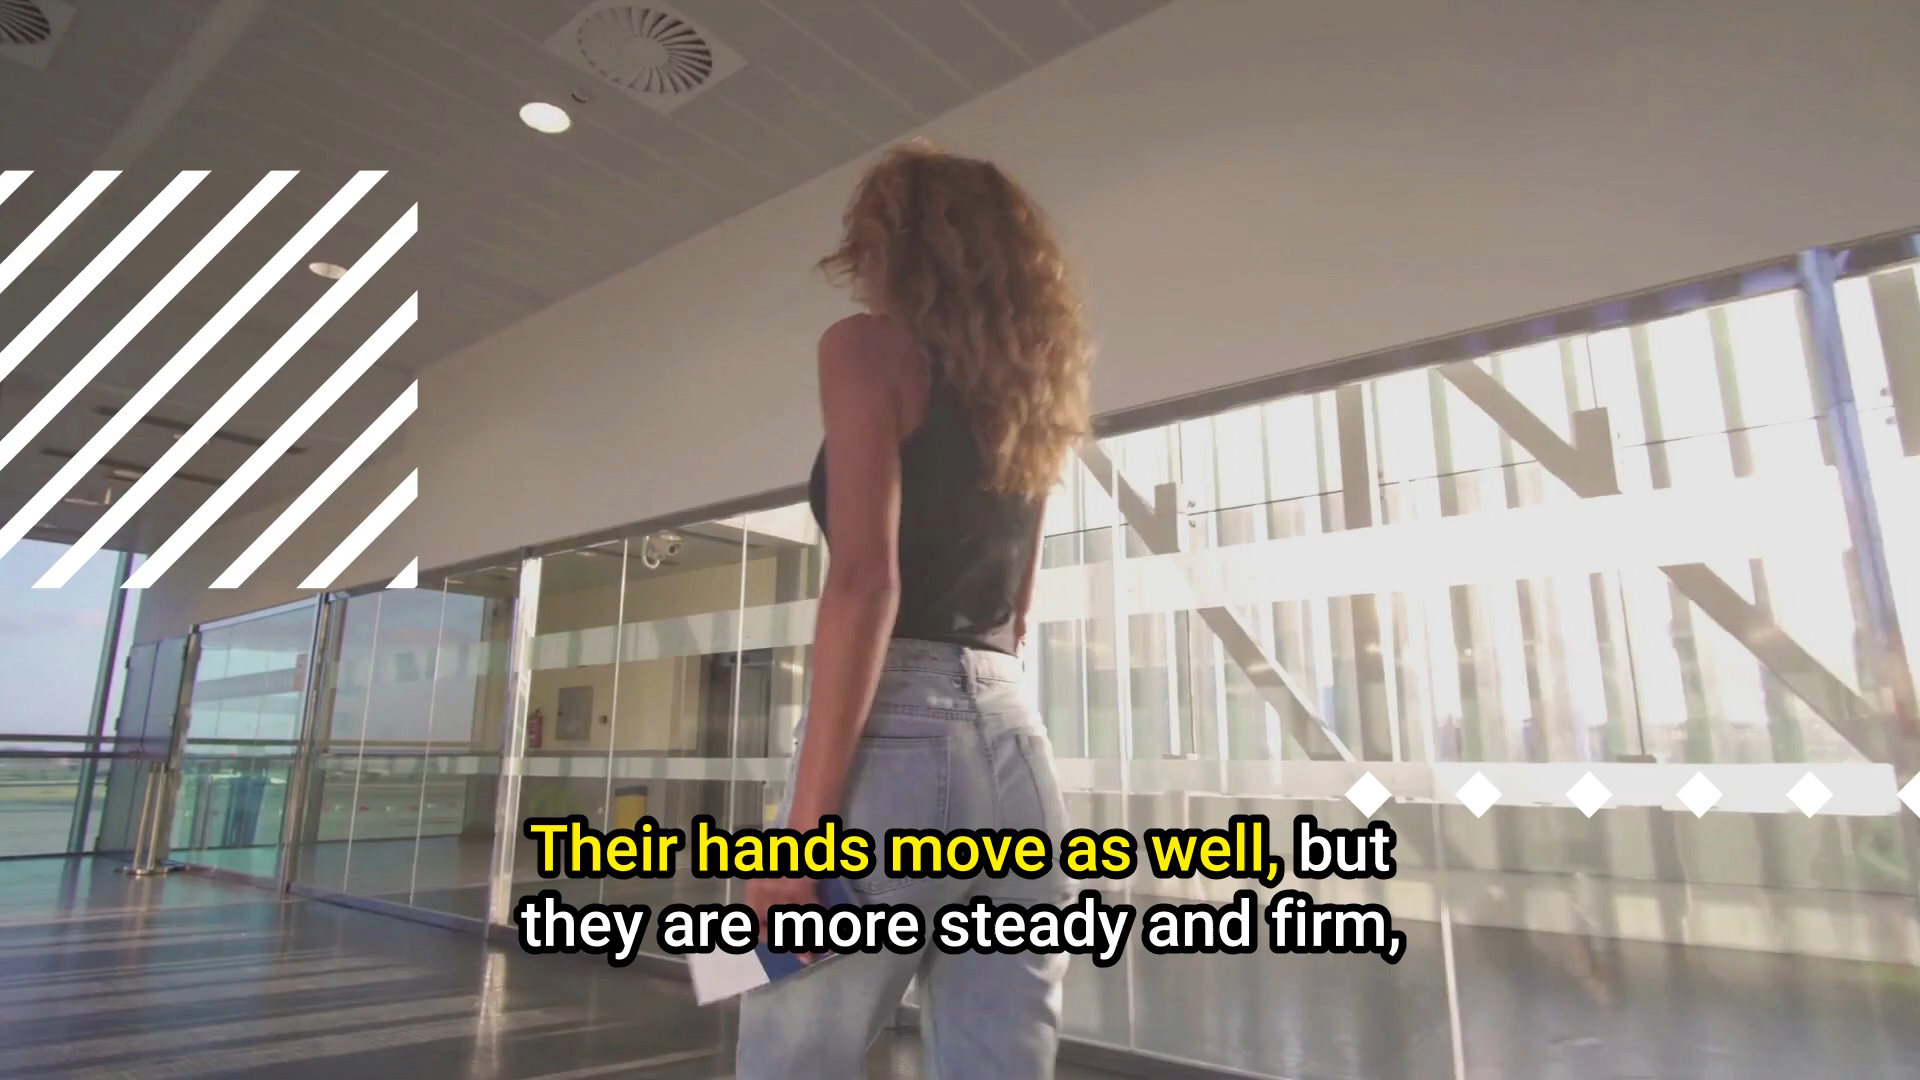 Their hands move as well, but
they are more steady and firm,